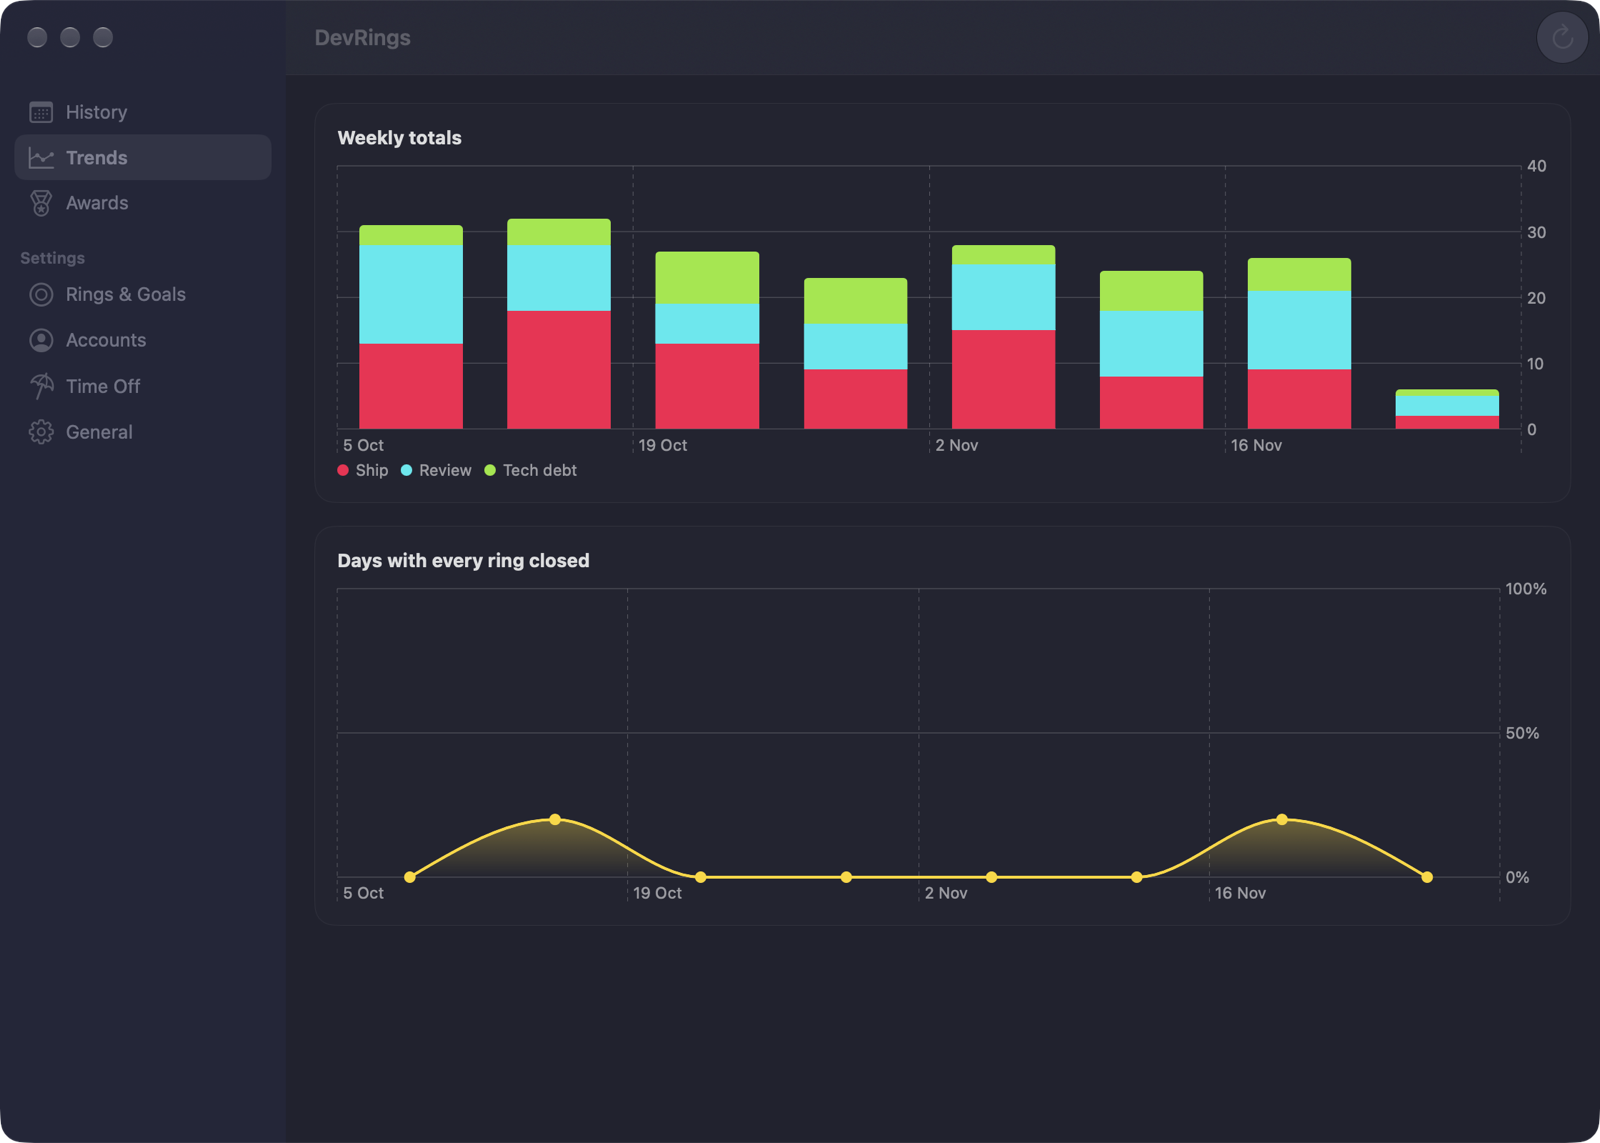 DevRings
History
Trends
Awards
Settings
Rings & Goals
Accounts
Time Off
General
Weekly totals
40
30
20
10
0
5 Oct
19 Oct
2 Nov
16 Nov
Ship
Review
Tech debt
Days with every ring closed
100%
50%
0%
5 Oct
19 Oct
2 Nov
16 Nov